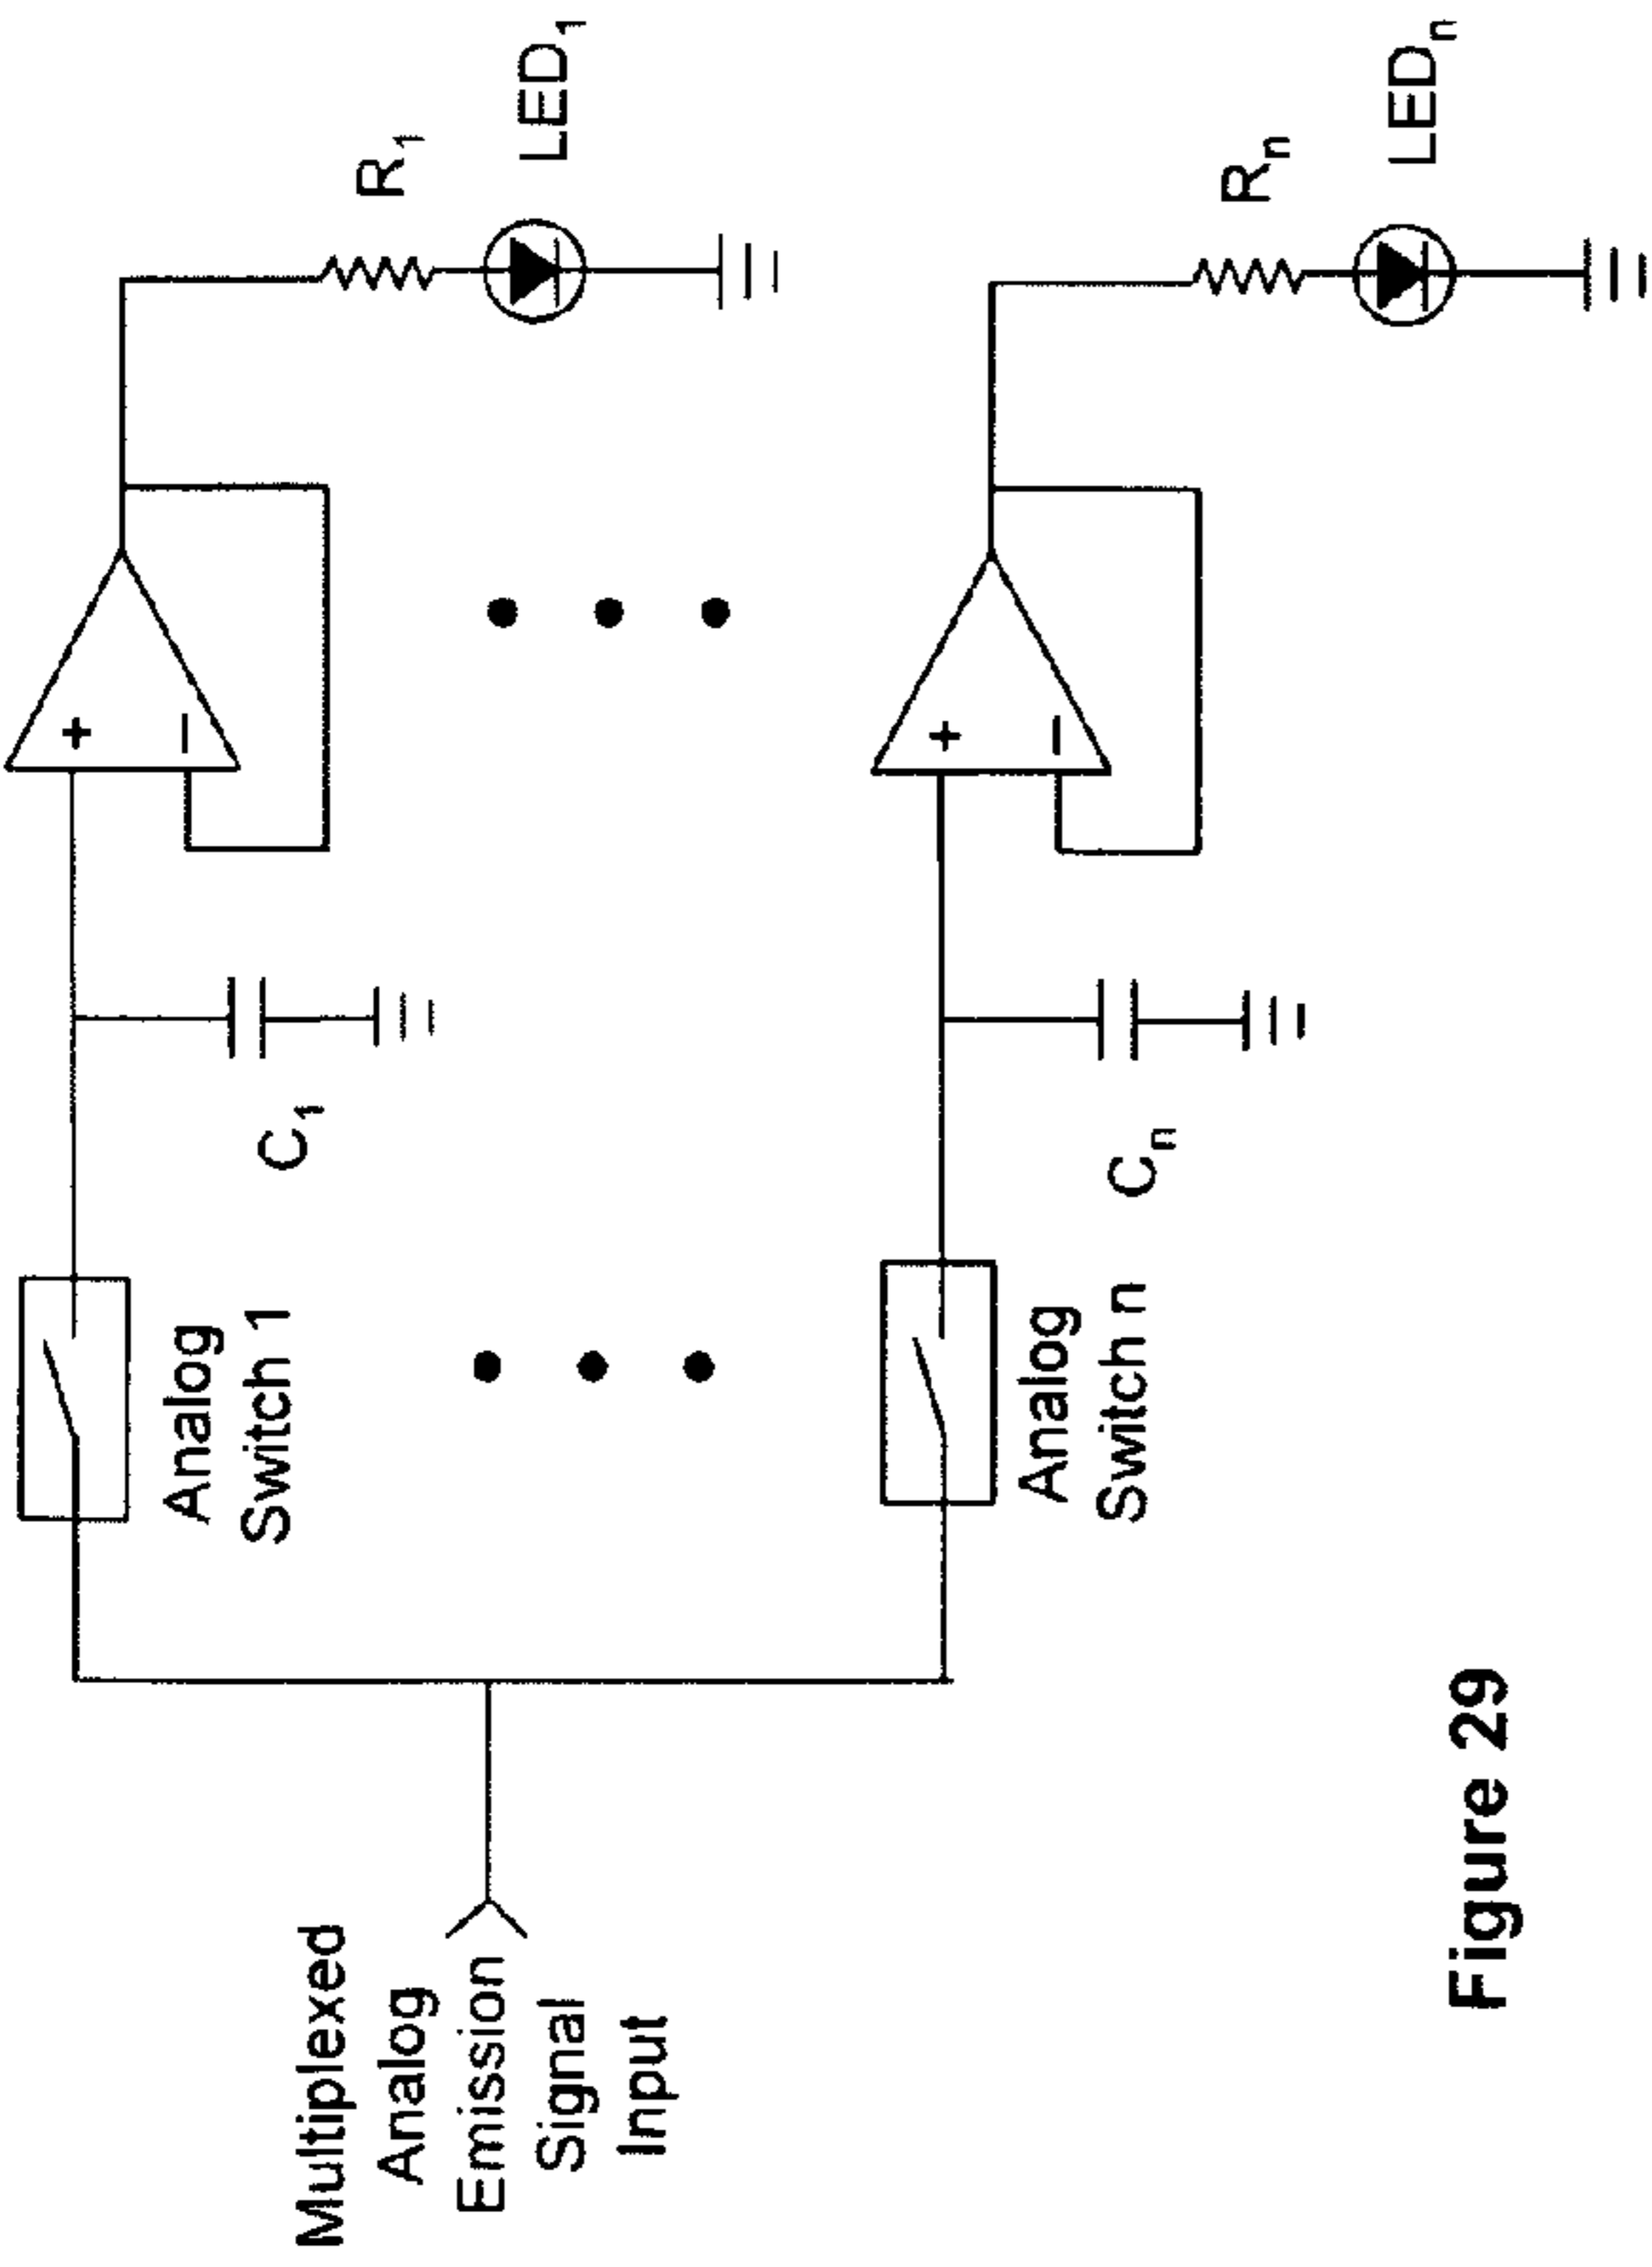 Multiplexed
Analog
Emission
Signal
Input
Analog
Switch 1
C1
+
−
R1
LED1
Analog
Switch n
Cn
+
−
Rn
LEDn
Figure 29